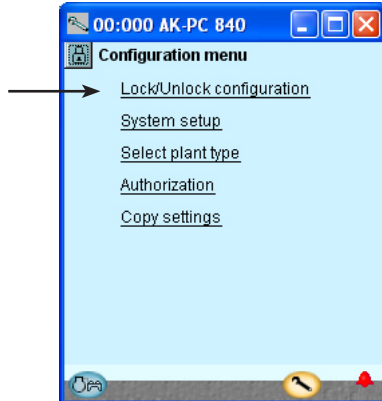 00:000 AK-PC 840
Configuration menu
Lock/Unlock configuration
System setup
Select plant type
Authorization
Copy settings